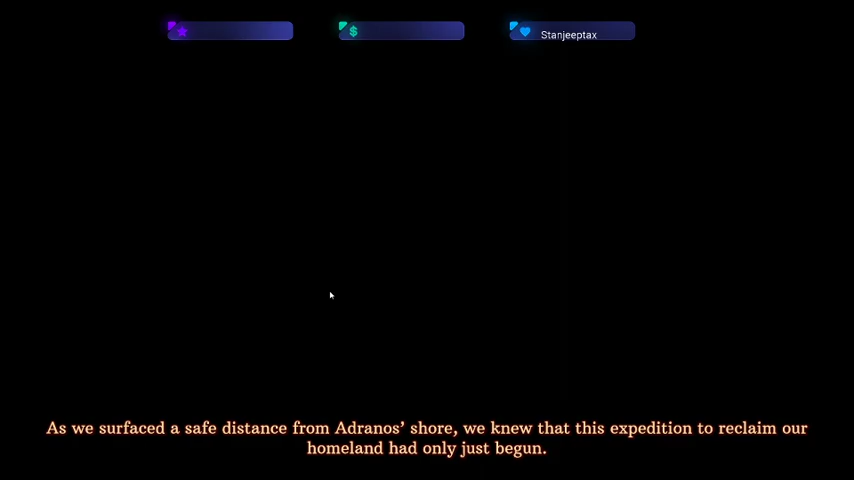 $
Stanjeeptax
As we surfaced a safe distance from Adranos’ shore, we knew that this expedition to reclaim our
homeland had only just begun.